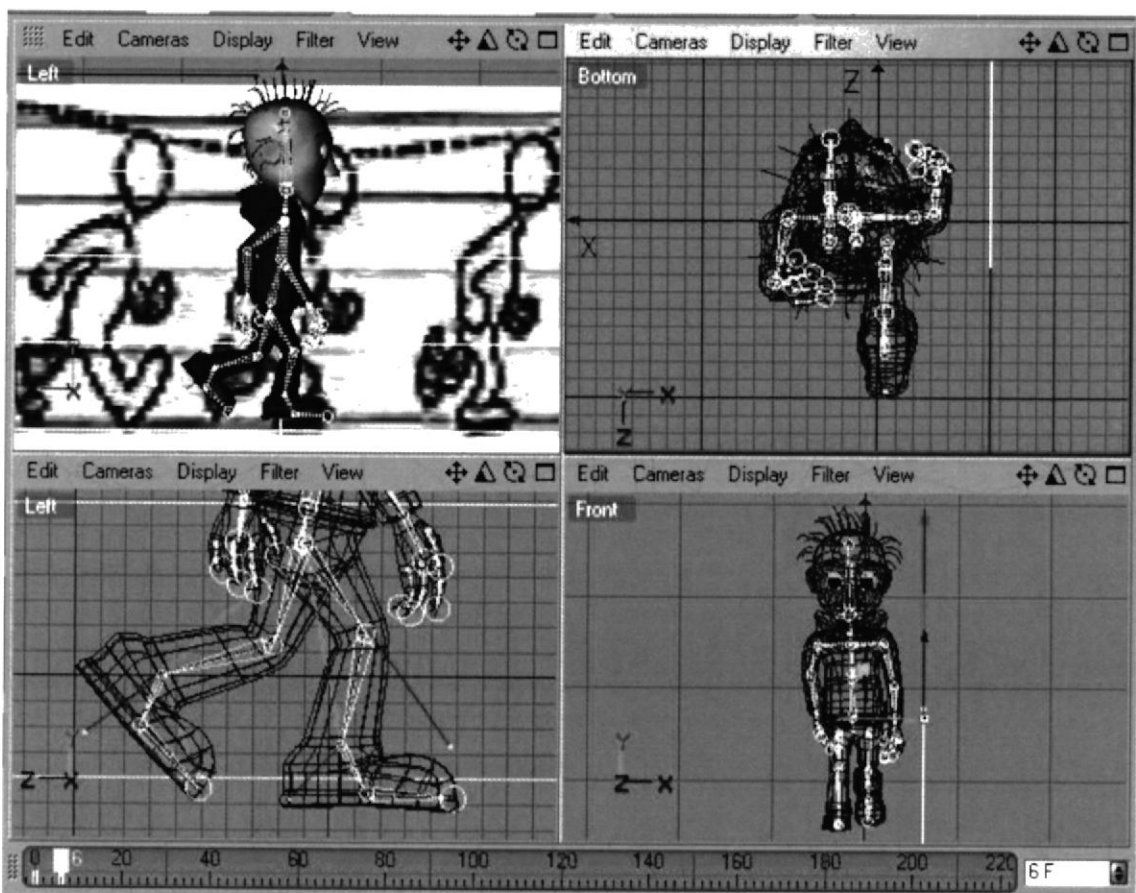 Edit Cameras Display Filter View
Left
X
Edit Cameras Display Filter View
Bottom
Z
X
Y X
Z
Edit Cameras Display Filter View
Left
Y
Z X
Edit Cameras Display Filter View
Front
Y
Z X
0 6 20 40 60 80 100 120 140 160 180 200 220 6 F